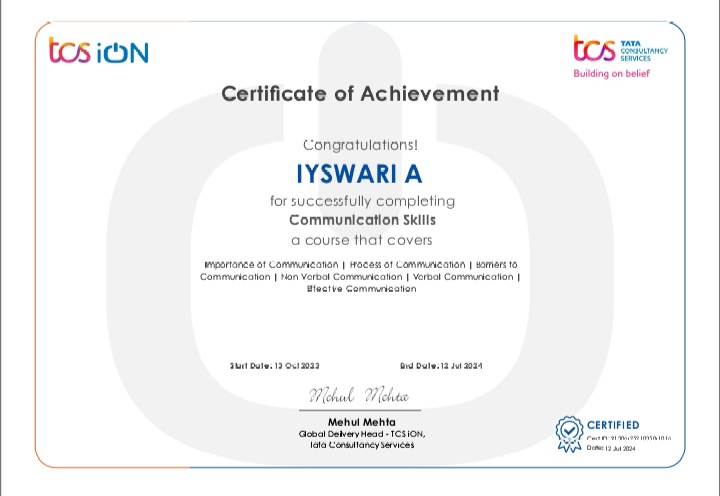 tcs iON
tcs TATA
CONSULTANCY
SERVICES
Building on belief
Certificate of Achievement
Congratulations!
IYSWARI A
for successfully completing
Communication Skills
a course that covers
Importance of Communication | Process of Communication | Barriers to
Communication | Non Verbal Communication | Verbal Communication |
Effective Communication
Start Date: 13 Oct 2023 End Date: 12 Jul 2024
Mehul Mehta
Mehul Mehta
Global Delivery Head - TCS iON,
Tata Consultancy Services
CERTIFIED
Cert ID:
Date: 12 Jul 2024